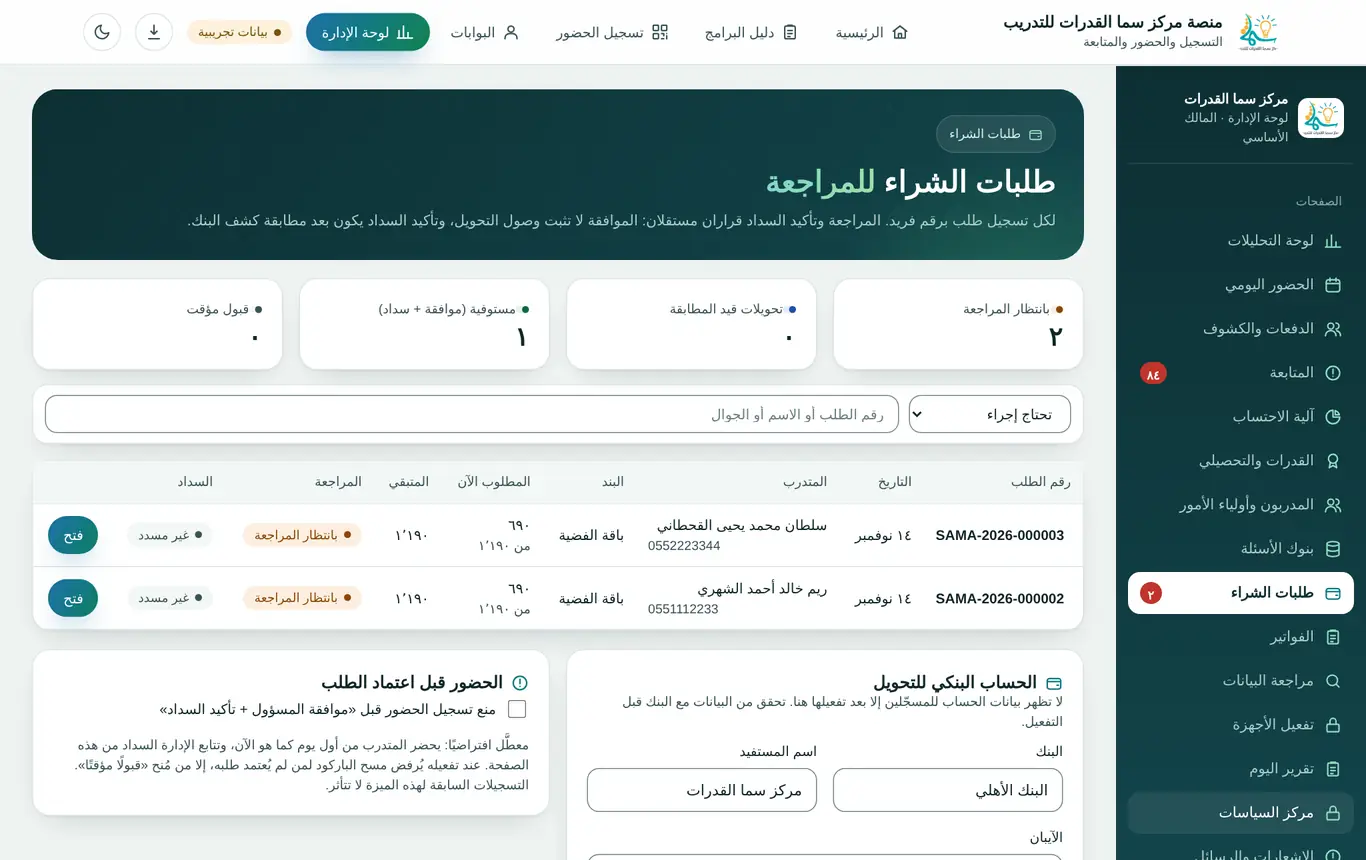 منصة مركز سما القدرات للتدريب
التسجيل والحضور والمتابعة
الرئيسية
دليل البرامج
تسجيل الحضور
البوابات
لوحة الإدارة
بيانات تجريبية
مركز سما القدرات
لوحة الإدارة · المالك
الأساسي
الصفحات
لوحة التحليلات
الحضور اليومي
الدفعات والكشوف
المتابعة
٨٤
آلية الاحتساب
القدرات والتحصيلي
المدربون وأولياء الأمور
بنوك الأسئلة
طلبات الشراء
٢
الفواتير
مراجعة البيانات
تفعيل الأجهزة
تقرير اليوم
مركز السياسات
الإشعارات والرسائل
طلبات الشراء
طلبات الشراء للمراجعة
لكل تسجيل طلب برقم فريد. المراجعة وتأكيد السداد قراران مستقلان: الموافقة لا تثبت وصول التحويل، وتأكيد السداد يكون بعد مطابقة كشف البنك.
بانتظار المراجعة
٢
تحويلات قيد المطابقة
٠
مستوفية (موافقة + سداد)
١
قبول مؤقت
٠
تحتاج إجراء
رقم الطلب أو الاسم أو الجوال
رقم الطلب التاريخ المتدرب البند المطلوب الآن المتبقي المراجعة السداد
SAMA-2026-000003 ١٤ نوفمبر سلطان محمد يحيى القحطاني باقة الفضية ٦٩٠ ١٬١٩٠ بانتظار المراجعة غير مسدد فتح
0552223344 من ١٬١٩٠
SAMA-2026-000002 ١٤ نوفمبر ريم خالد أحمد الشهري باقة الفضية ٦٩٠ ١٬١٩٠ بانتظار المراجعة غير مسدد فتح
0551112233 من ١٬١٩٠
الحساب البنكي للتحويل
لا تظهر بيانات الحساب للمسجّلين إلا بعد تفعيلها هنا. تحقق من البيانات مع البنك قبل
التفعيل.
البنك
اسم المستفيد
البنك الأهلي
مركز سما القدرات
الآيبان
الحضور قبل اعتماد الطلب
منع تسجيل الحضور قبل «موافقة المسؤول + تأكيد السداد»
معطَّل افتراضيًا: يحضر المتدرب من أول يوم كما هو الآن، وتتابع الإدارة السداد من هذه
الصفحة. عند تفعيله يُرفض مسح الباركود لمن لم يُعتمد طلبه، إلا من مُنح «قبولًا مؤقتًا».
التسجيلات السابقة لهذه الميزة لا تتأثر.